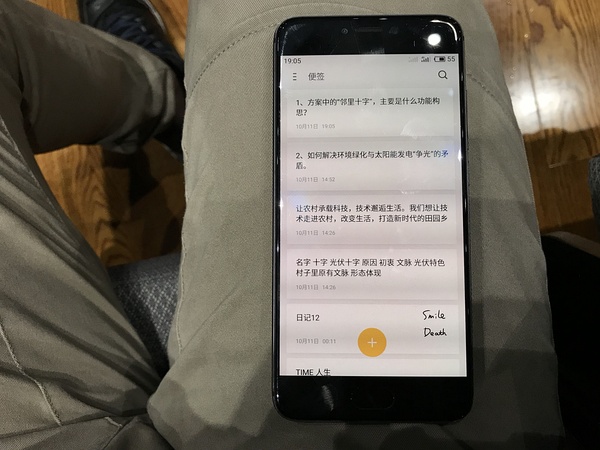 19:05
55
便签
1、方案中的"邻里十字"，主要是什么功能构
思？
10月11日 19:03
2、如何解决环境绿化与太阳能发电"争光"的矛
盾。
10月11日 14:52
让农村承载科技，技术邂逅生活。我们想让技
术走进农村，改变生活，打造新时代的田园乡
10月11日 14:26
名字 十字 光伏十字 原因 初衷 文脉 光伏特色
村子里原有文脉 形态体现
10月11日 14:26
日记12
Smile
Death
10月11日 00:11
TIME 人生